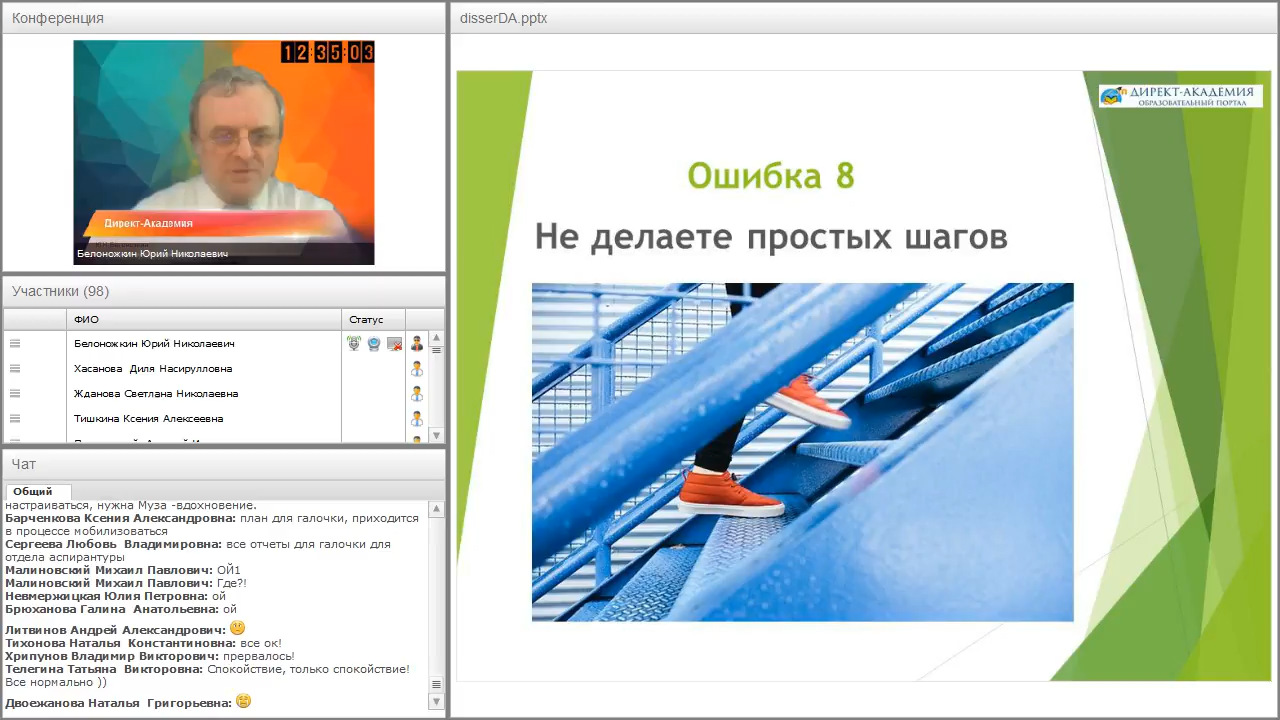 Конференция
12:35:03
Директ-Академия
Белоножкин Юрий Николаевич
Участники (98)
ФИО
Статус
Белоножкин Юрий Николаевич
Хасанова Диля Насирулловна
Жданова Светлана Николаевна
Тишкина Ксения Алексеевна
Чат
Общий
настраиваться, нужна Муза -вдохновение.
Барченкова Ксения Александровна: план для галочки, приходится
в процессе мобилизоваться
Сергеева Любовь Владимировна: все отчеты для галочки для
отдела аспирантуры
Малиновский Михаил Павлович: ОЙ1
Малиновский Михаил Павлович: Где?!
Невмержицкая Юлия Петровна: ой
Брюханова Галина Анатольевна: ой
Литвинов Андрей Александрович:
Тихонова Наталья Константиновна: все ок!
Хрипунов Владимир Викторович: прервалось!
Телегина Татьяна Викторовна: Спокойствие, только спокойствие!
Все нормально ))
Двоежанова Наталья Григорьевна:
disserDA.pptx
ДИРЕКТ-АКАДЕМИЯ
ОБРАЗОВАТЕЛЬНЫЙ ПОРТАЛ
Ошибка 8
Не делаете простых шагов